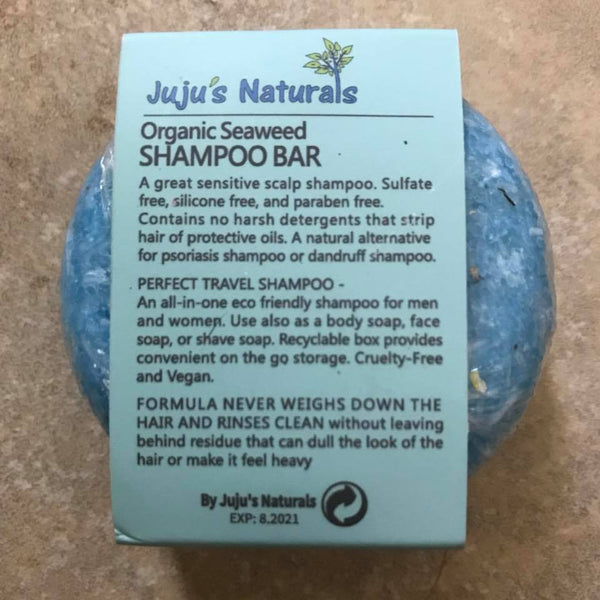 Juju's Naturals
Organic Seaweed
SHAMPOO BAR
A great sensitive scalp shampoo. Sulfate
free, silicone free, and paraben free.
Contains no harsh detergents that strip
hair of protective oils. A natural alternative
for psoriasis shampoo or dandruff shampoo.
PERFECT TRAVEL SHAMPOO -
An all-in-one eco friendly shampoo for men
and women. Use also as a body soap, face
soap, or shave soap. Recyclable box provides
convenient on the go storage. Cruelty-Free
and Vegan.
FORMULA NEVER WEIGHS DOWN THE
HAIR AND RINSES CLEAN without leaving
behind residue that can dull the look of the
hair or make it feel heavy
By Juju's Naturals
EXP: 8.2021